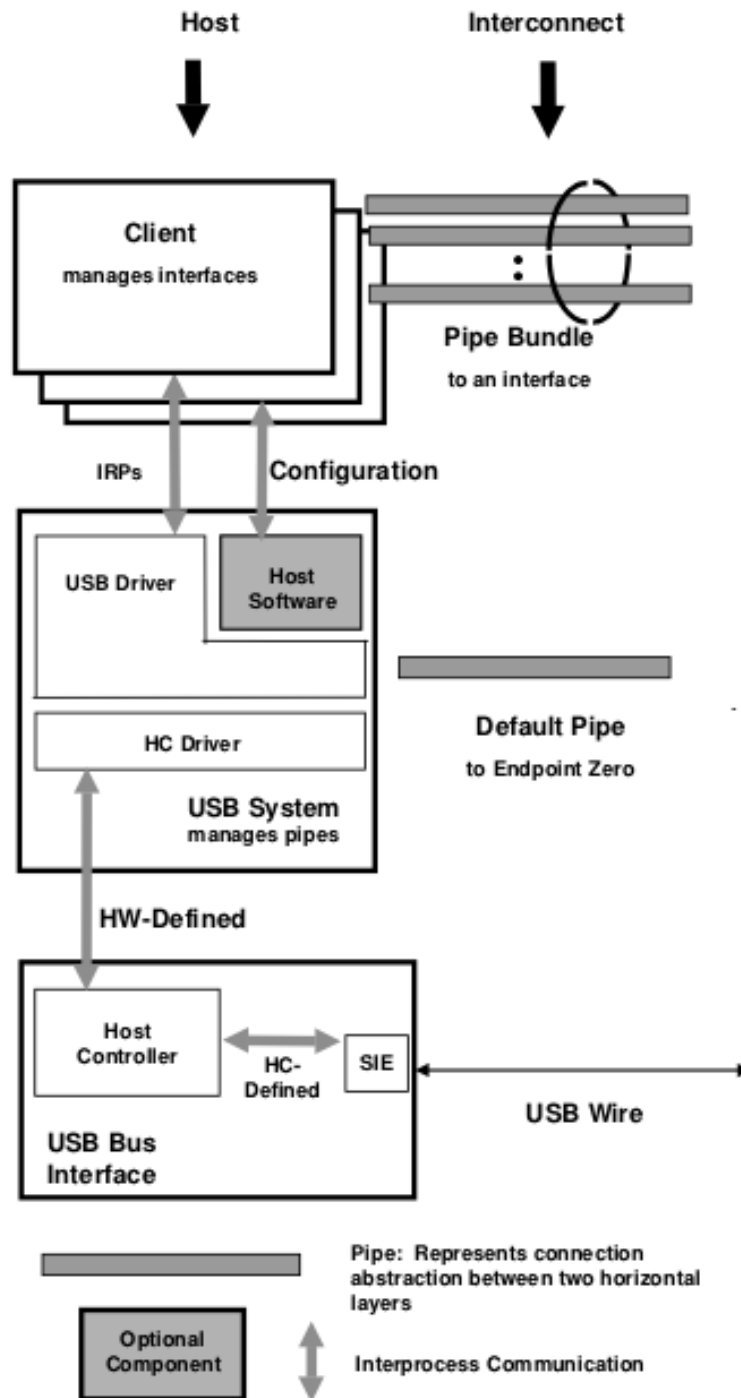 Host
Interconnect
Client
manages interfaces
Pipe Bundle
to an interface
IRPs
Configuration
USB Driver
Host
Software
HC Driver
USB System
manages pipes
Default Pipe
to Endpoint Zero
HW-Defined
Host
Controller
HC-
Defined
SIE
USB Wire
USB Bus
Interface
Pipe: Represents connection
abstraction between two horizontal
layers
Optional
Component
Interprocess Communication